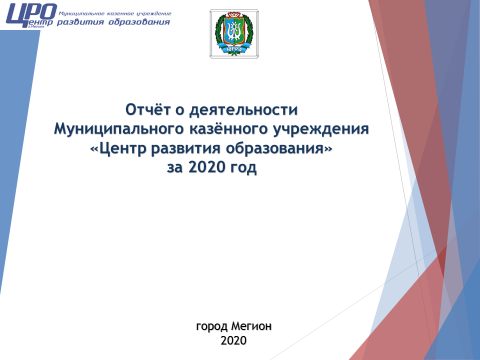 ЦРО Муниципальное казенное учреждение
Центр развития образования
Отчёт о деятельности
Муниципального казённого учреждения
«Центр развития образования»
за 2020 год
город Мегион
2020